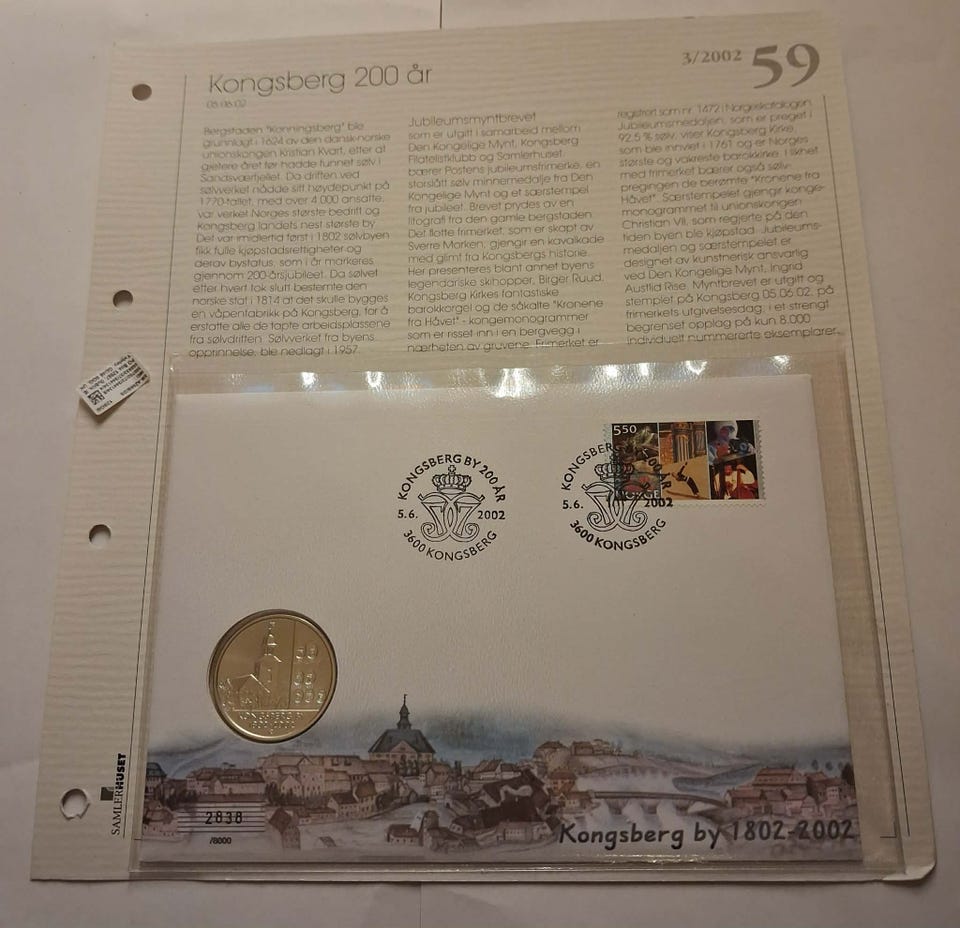 Kongsberg 200 år
05.06.02
3/2002 59
Bergstaden "Konningsberg" ble
grunnlagt i 1624 av den dansk-norske
unionskongen Kristian Kvart, etter at
gjetere året før hadde funnet sølv i
Sandsværfjellet. Da driften ved
sølvverket nådde sitt høydepunkt på
1770-tallet, med over 4.000 ansatte,
var verket Norges største bedrift og
Kongsberg landets nest største by.
Det var imidlertid først i 1802 sølvbyen
fikk fulle kjøpstadsrettigheter og
derav bystatus, som i år markeres
gjennom 200-årsjubileet. Da sølvet
etter hvert tok slutt bestemte den
norske stat i 1814 at det skulle bygges
en våpenfabrikk på Kongsberg, for å
erstatte alle de tapte arbeidsplassene
fra sølvdriften. Sølvverket fra byens
opprinnelse, ble nedlagt i 1957.
Jubileumsmyntbrevet
som er utgitt i samarbeid mellom
Den Kongelige Mynt, Kongsberg
Filatelistklubb og Samlerhuset,
bærer Postens jubileumsfrimerke, en
storslått sølv minnemedalje fra Den
Kongelige Mynt og et særstempel
fra jubileet. Brevet prydes av en
litografi fra den gamle bergstaden.
Det flotte frimerket, som er skapt av
Sverre Morken, gjengir en kavalkade
med glimt fra Kongsbergs historie.
Her presenteres blant annet byens
legendariske skihopper, Birger Ruud,
Kongsberg Kirkes fantastiske
barokkorgel og de såkalte "Kronene
fra Håvet" - kongemonogrammer
som er risset inn i en bergvegg i
nærheten av gruvene. Frimerket er
registrert som nr. 1472 i Norgeskatalogen.
Jubileumsmedaljen, som er preget i
92,5 % sølv, viser Kongsberg Kirke,
som ble innviet i 1761 og er Norges
største og vakreste barokkirke. I likhet
med frimerket bærer også sølv-
pregingen de berømte "Kronene fra
Håvet". Særstempelet gjengir konge-
monogrammet til unionskongen
Christian VII, som regjerte på den
tiden byen ble kjøpstad. Jubileums-
medaljen og særstempelet er
designet av kunstnerisk ansvarlig
ved Den Kongelige Mynt, Ingrid
Austlid Rise. Myntbrevet er utgitt og
stemplet på Kongsberg 05.06.02, på
frimerkets utgivelsesdag, i et strengt
begrenset opplag på kun 8.000
individuelt nummererte eksemplarer.
KONGSBERG BY 200 ÅR
5.6. 2002
3600 KONGSBERG
KONGSBERG BY 200 ÅR
5.6. 2002
3600 KONGSBERG
5.50
NORGE
KONGSBERG BY
1802-2002
SAMLERHUSET
2838
/8000
Kongsberg by 1802-2002